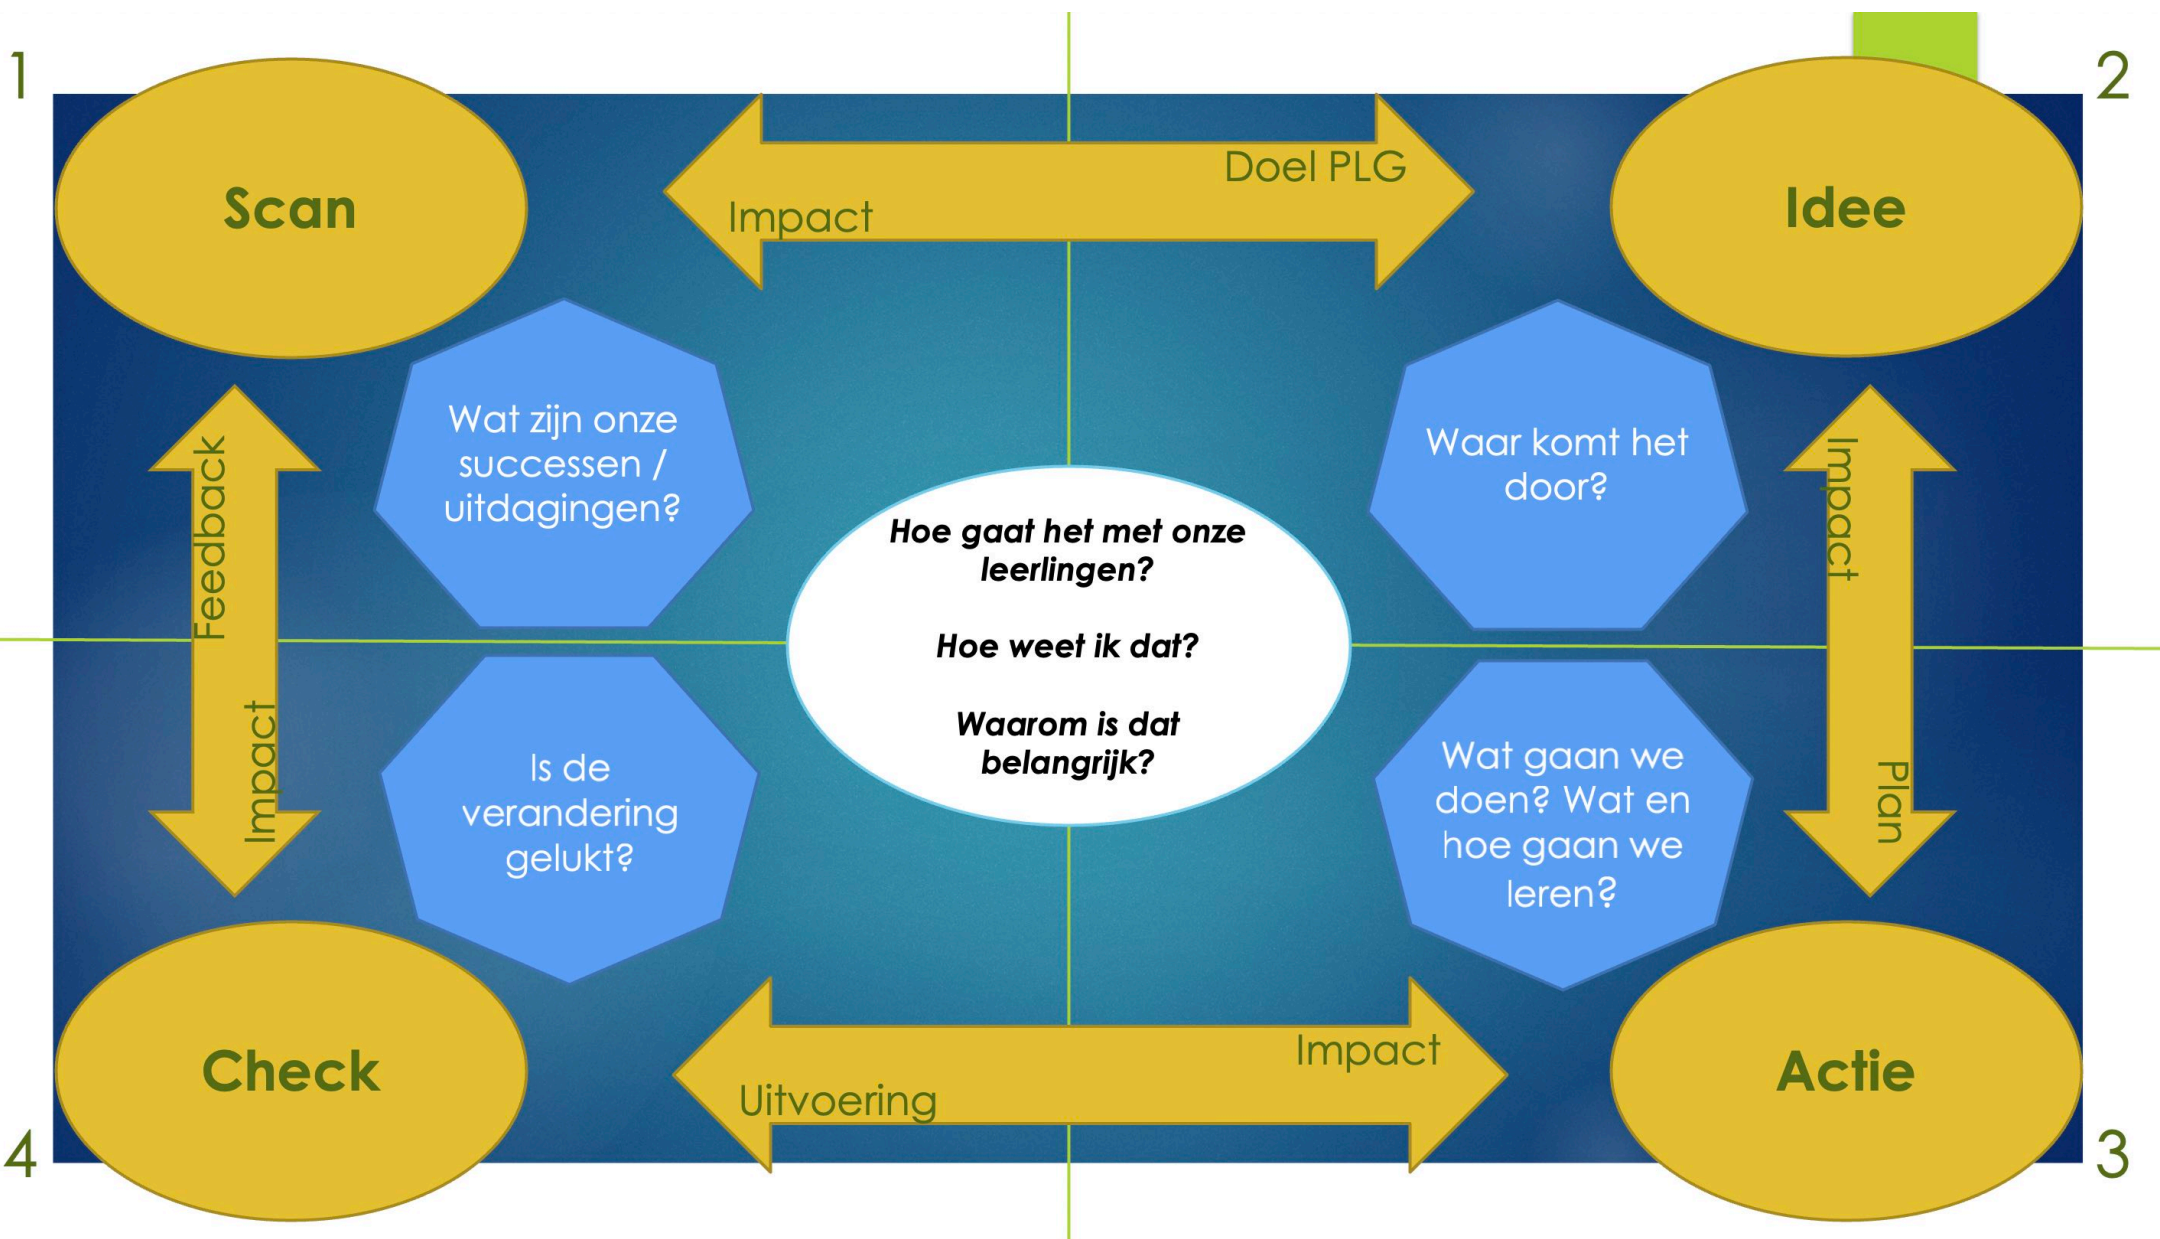 1
2
Scan
Doel PLG
Impact
Idee
Wat zijn onze
successen /
uitdagingen?
Waar komt het
door?
Feedback
Impact
Hoe gaat het met onze
leerlingen?
Hoe weet ik dat?
Waarom is dat
belangrijk?
Impact
Plan
Is de
verandering
gelukt?
Wat gaan we
doen? Wat en
hoe gaan we
leren?
Check
Uitvoering
Impact
Actie
4
3